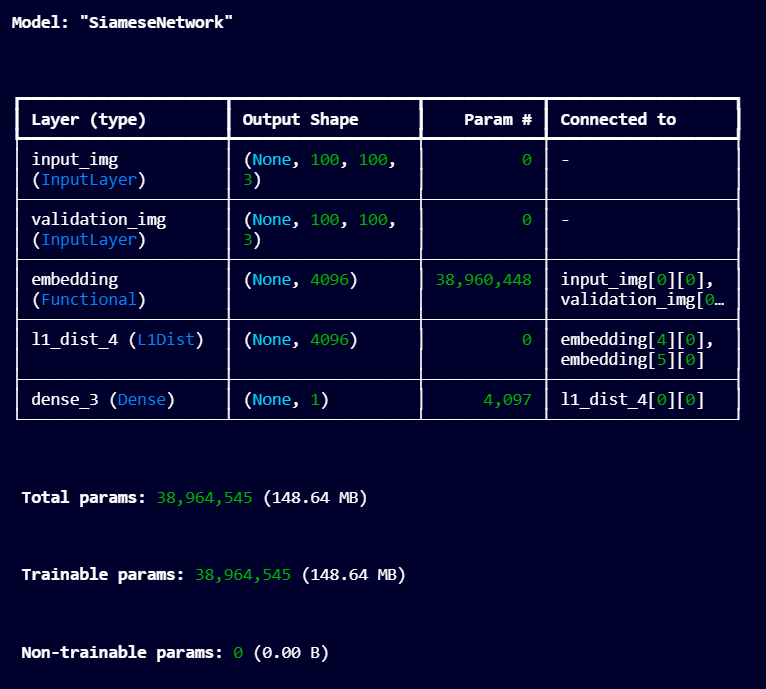 Model: "SiameseNetwork"
Layer (type) Output Shape Param # Connected to
input_img (None, 100, 100, 0 -
(InputLayer) 3)
validation_img (None, 100, 100, 0 -
(InputLayer) 3)
embedding (None, 4096) 38,960,448 input_img[0][0],
(Functional) validation_img[0…
l1_dist_4 (L1Dist) (None, 4096) 0 embedding[4][0],
embedding[5][0]
dense_3 (Dense) (None, 1) 4,097 l1_dist_4[0][0]
Total params: 38,964,545 (148.64 MB)
Trainable params: 38,964,545 (148.64 MB)
Non-trainable params: 0 (0.00 B)